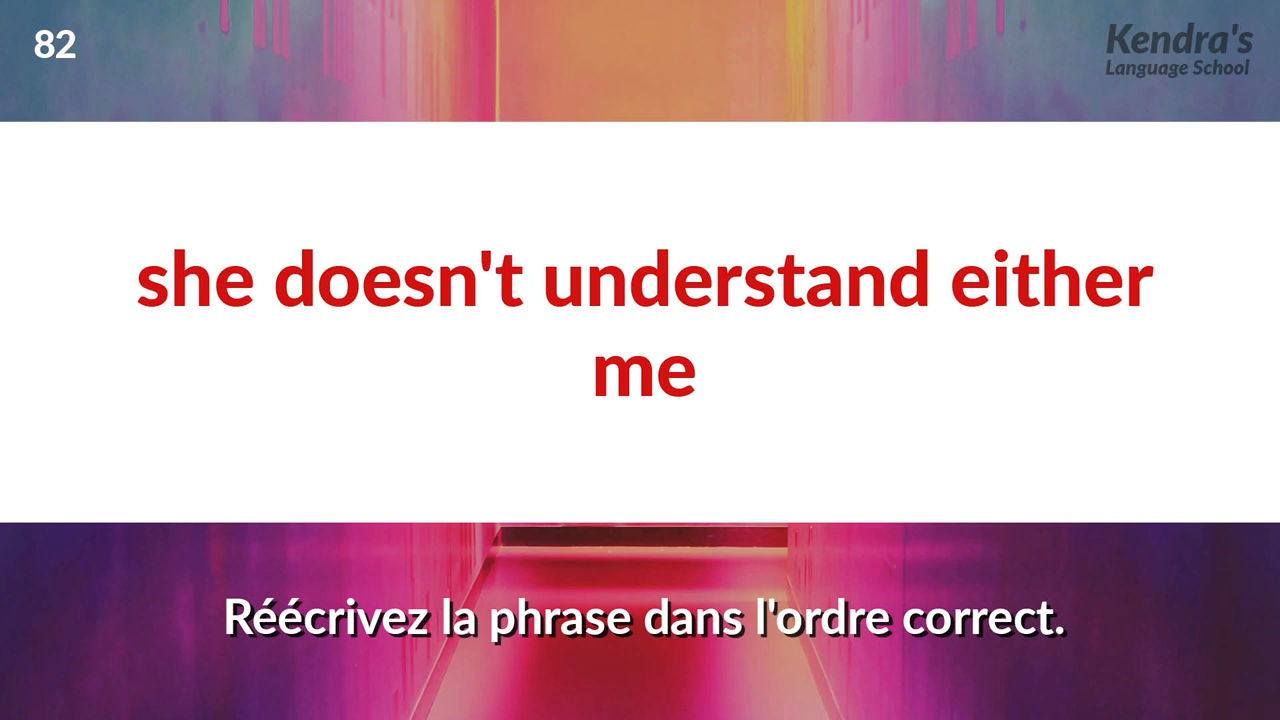 82
Kendra's
Language School
she doesn't understand either
me
Réécrivez la phrase dans l'ordre correct.